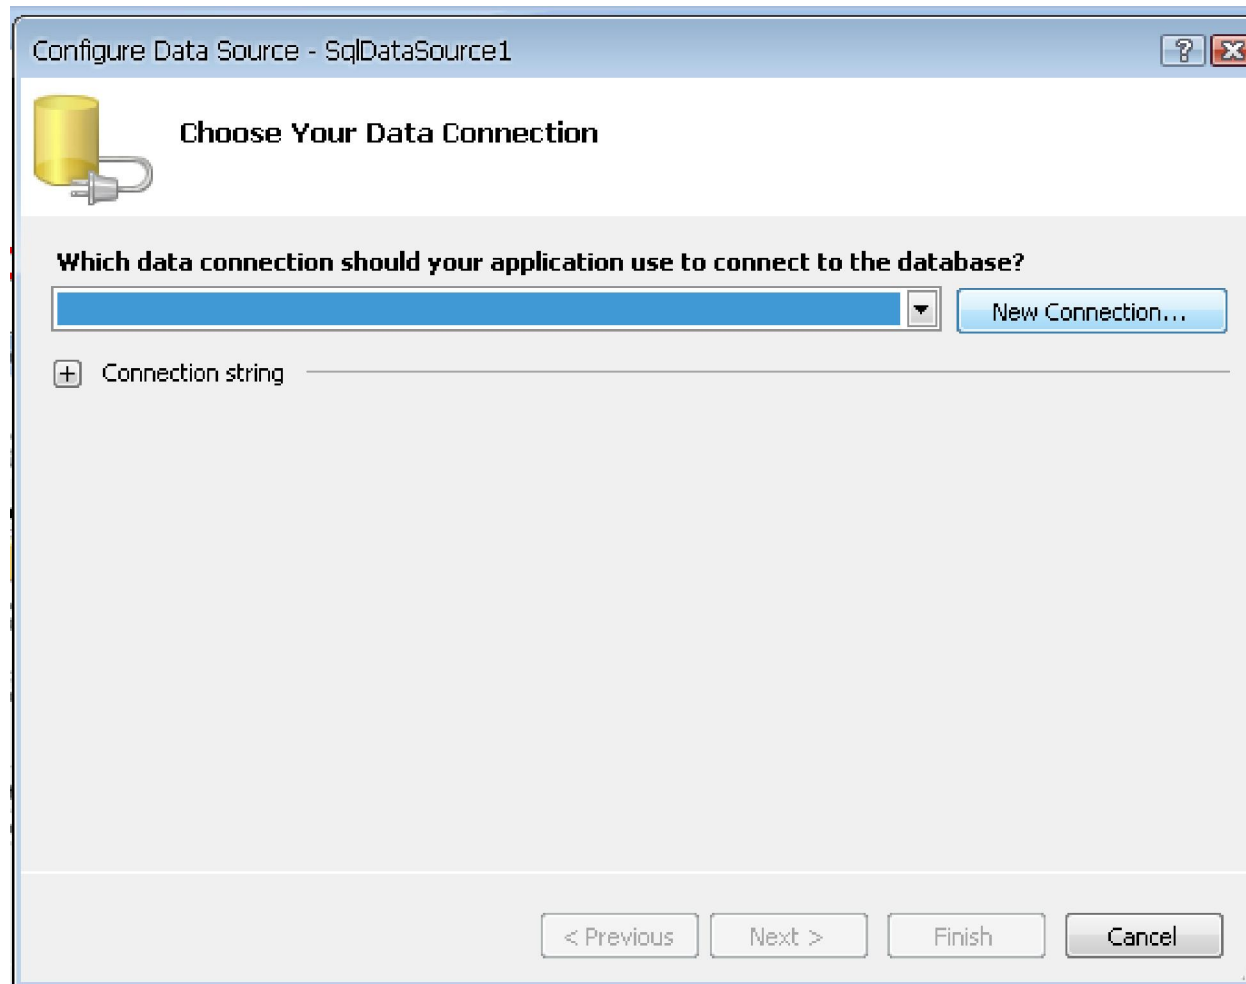 Configure Data Source - SqlDataSource1
?
Choose Your Data Connection
Which data connection should your application use to connect to the database?
New Connection...
Connection string
< Previous
Next >
Finish
Cancel